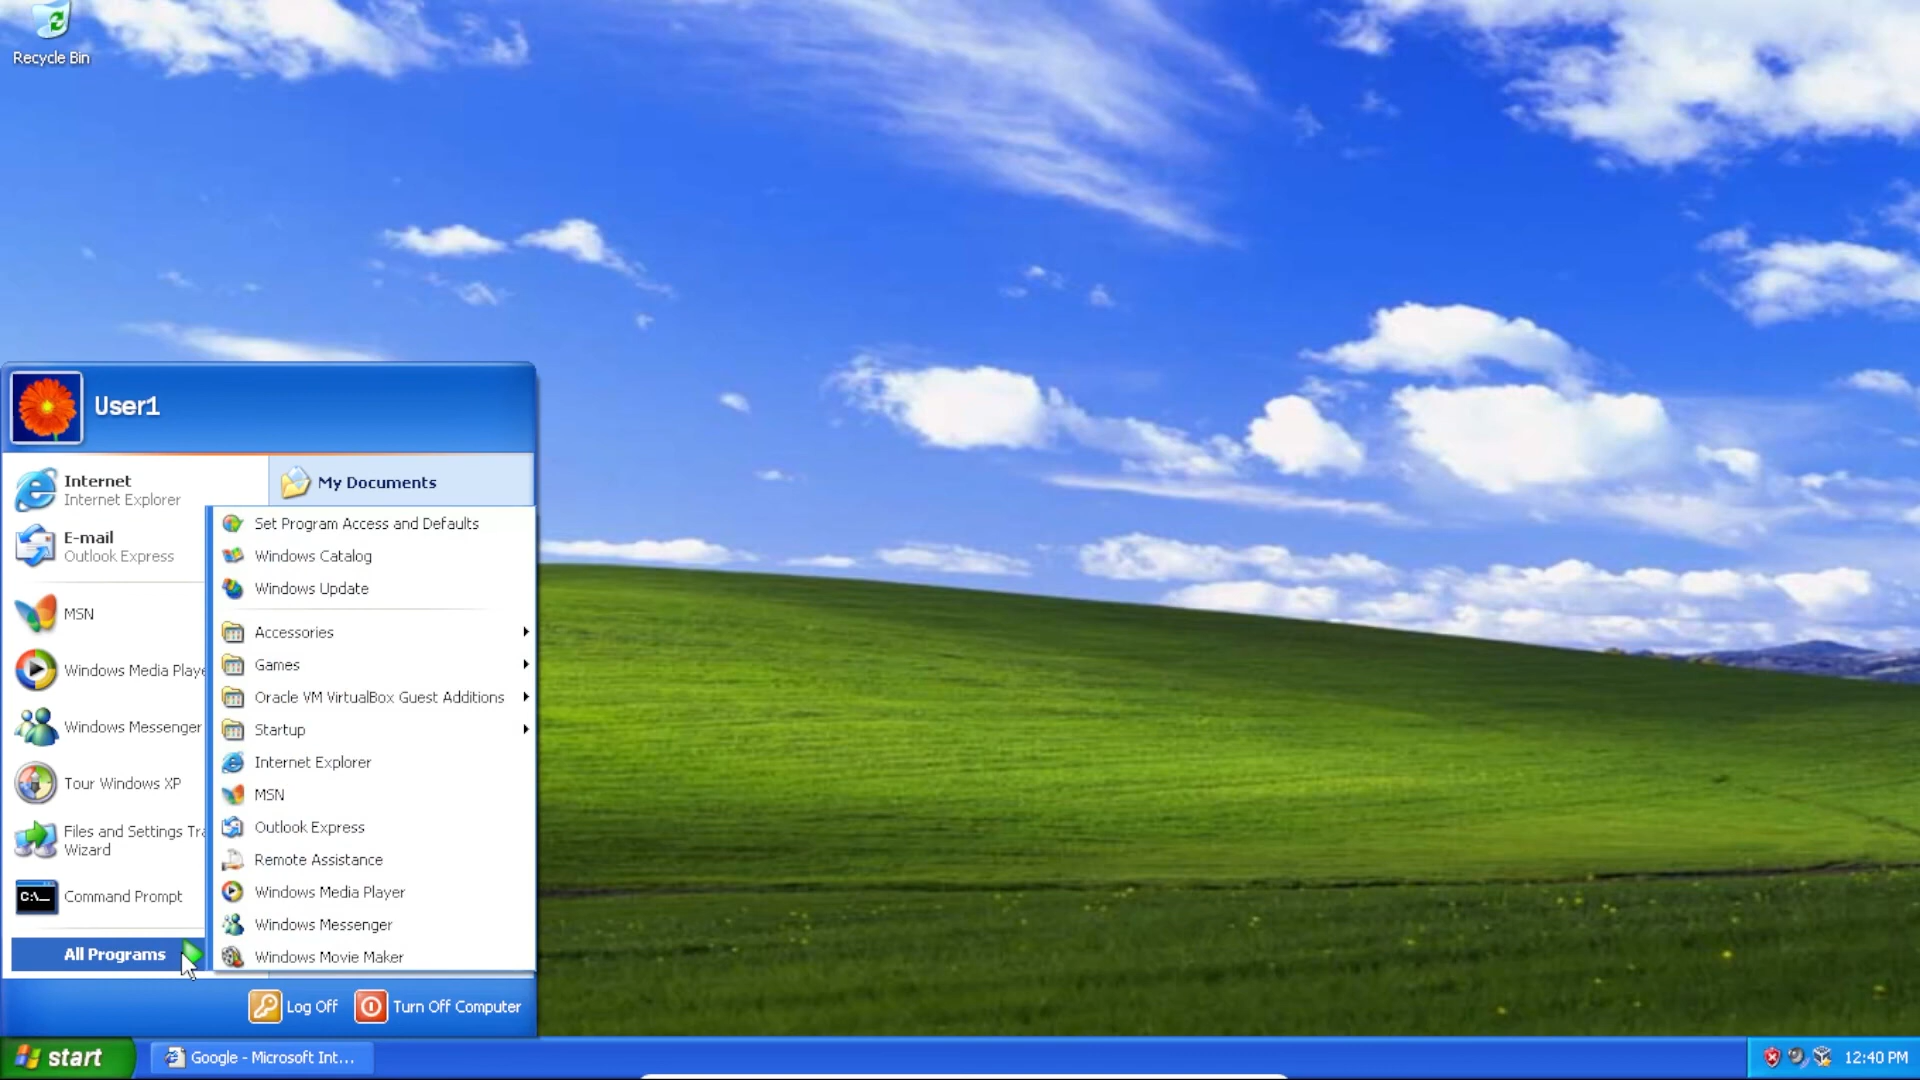 Recycle Bin
User1
Internet
Internet Explorer
E-mail
Outlook Express
MSN
Windows Media Playe
Windows Messenger
Tour Windows XP
Files and Settings Tra
Wizard
C:\_
Command Prompt
All Programs
My Documents
Set Program Access and Defaults
Windows Catalog
Windows Update
Accessories
Games
Oracle VM VirtualBox Guest Additions
Startup
Internet Explorer
MSN
Outlook Express
Remote Assistance
Windows Media Player
Windows Messenger
Windows Movie Maker
Log Off
Turn Off Computer
start
Google - Microsoft Int...
12:40 PM